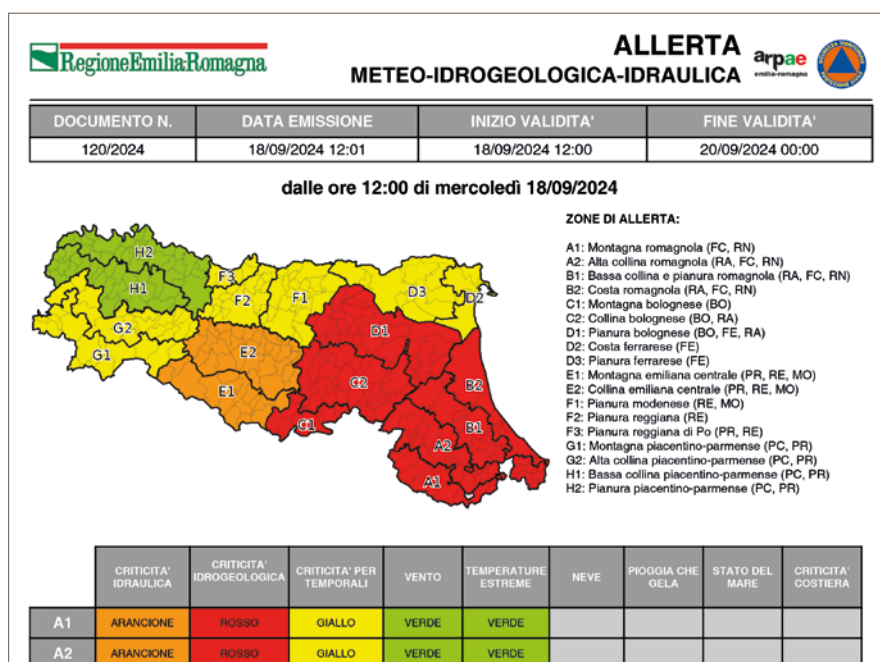 RegioneEmilia-Romagna
ALLERTA
METEO-IDROGEOLOGICA-IDRAULICA
arpae
emilia-romagna
DOCUMENTO N. DATA EMISSIONE INIZIO VALIDITA' FINE VALIDITA'
120/2024 18/09/2024 12:01 18/09/2024 12:00 20/09/2024 00:00
dalle ore 12:00 di mercoledì 18/09/2024
H2
H1
F3
F2
F1
D3
D2
G2
G1
E2
E1
D1
C2
C1
B2
B1
A2
A1
ZONE DI ALLERTA:
A1: Montagna romagnola (FC, RN)
A2: Alta collina romagnola (RA, FC, RN)
B1: Bassa collina e pianura romagnola (RA, FC, RN)
B2: Costa romagnola (RA, FC, RN)
C1: Montagna bolognese (BO)
C2: Collina bolognese (BO, RA)
D1: Pianura bolognese (BO, FE, RA)
D2: Costa ferrarese (FE)
D3: Pianura ferrarese (FE)
E1: Montagna emiliana centrale (PR, RE, MO)
E2: Collina emiliana centrale (PR, RE, MO)
F1: Pianura modenese (RE, MO)
F2: Pianura reggiana (RE)
F3: Pianura reggiana di Po (PR, RE)
G1: Montagna piacentino-parmense (PC, PR)
G2: Alta collina piacentino-parmense (PC, PR)
H1: Bassa collina piacentino-parmense (PC, PR)
H2: Pianura piacentino-parmense (PC, PR)
CRITICITA' IDRAULICA CRITICITA' IDROGEOLOGICA CRITICITA' PER TEMPORALI VENTO TEMPERATURE ESTREME NEVE PIOGGIA CHE GELA STATO DEL MARE CRITICITA' COSTIERA
A1 ARANCIONE ROSSO GIALLO VERDE VERDE
A2 ARANCIONE ROSSO GIALLO VERDE VERDE